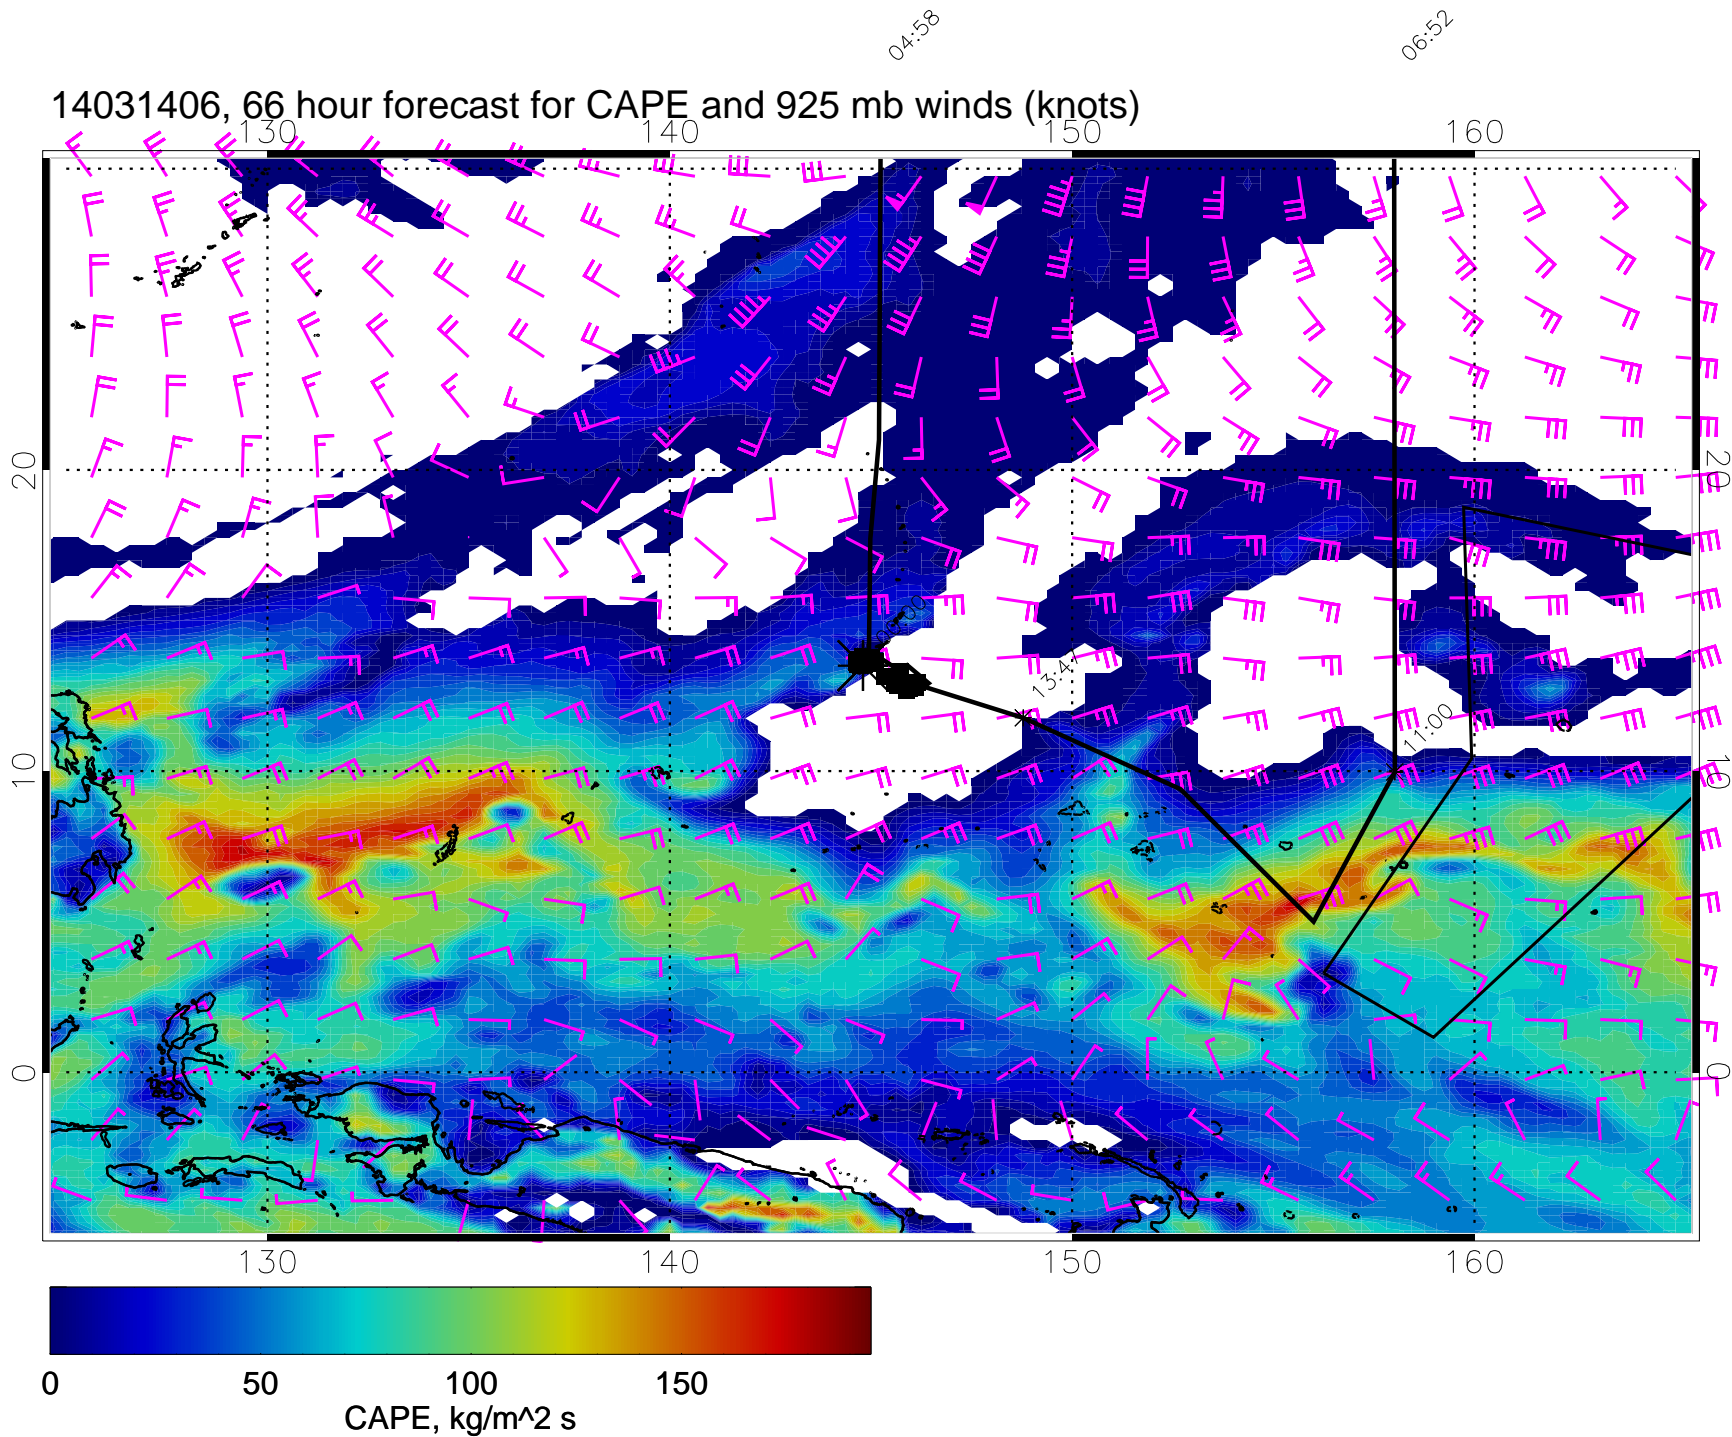 04:58 06:52
14031406, 66 hour forecast for CAPE and 925 mb winds (knots)
130 140 150 160
20 20
13:47
11:00
10 10
0 0
130 140 150 160
0 50 100 150
CAPE, kg/m^2 s